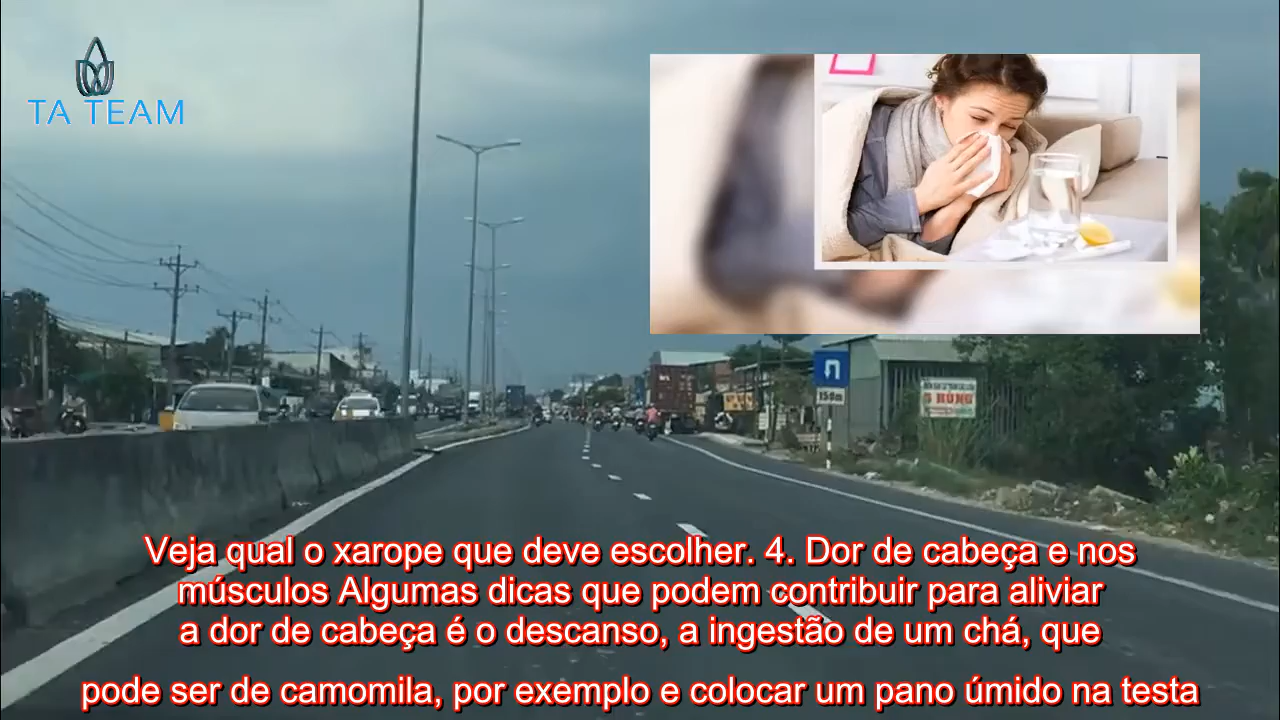 TA TEAM
150m
Veja qual o xarope que deve escolher. 4. Dor de cabeça e nos
músculos Algumas dicas que podem contribuir para aliviar
a dor de cabeça é o descanso, a ingestão de um chá, que
pode ser de camomila, por exemplo e colocar um pano úmido na testa